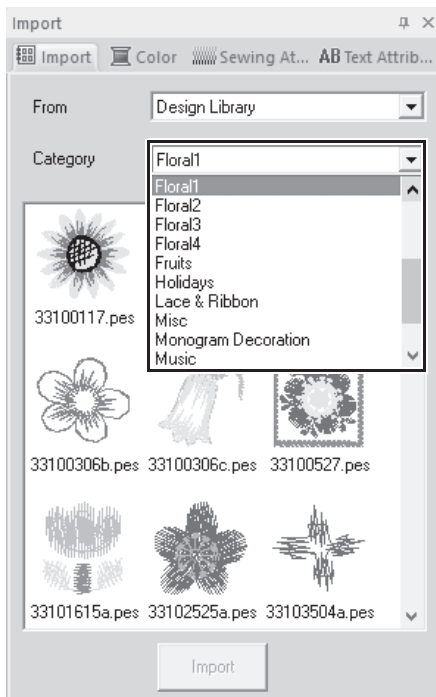 Import
Import Color Sewing At... AB Text Attrib...
From Design Library
Category Floral1
Floral1
Floral2
Floral3
Floral4
Fruits
Holidays
Lace & Ribbon
Misc
Monogram Decoration
Music
33100117.pes
33100306b.pes 33100306c.pes 33100527.pes
33101615a.pes 33102525a.pes 33103504a.pes
Import